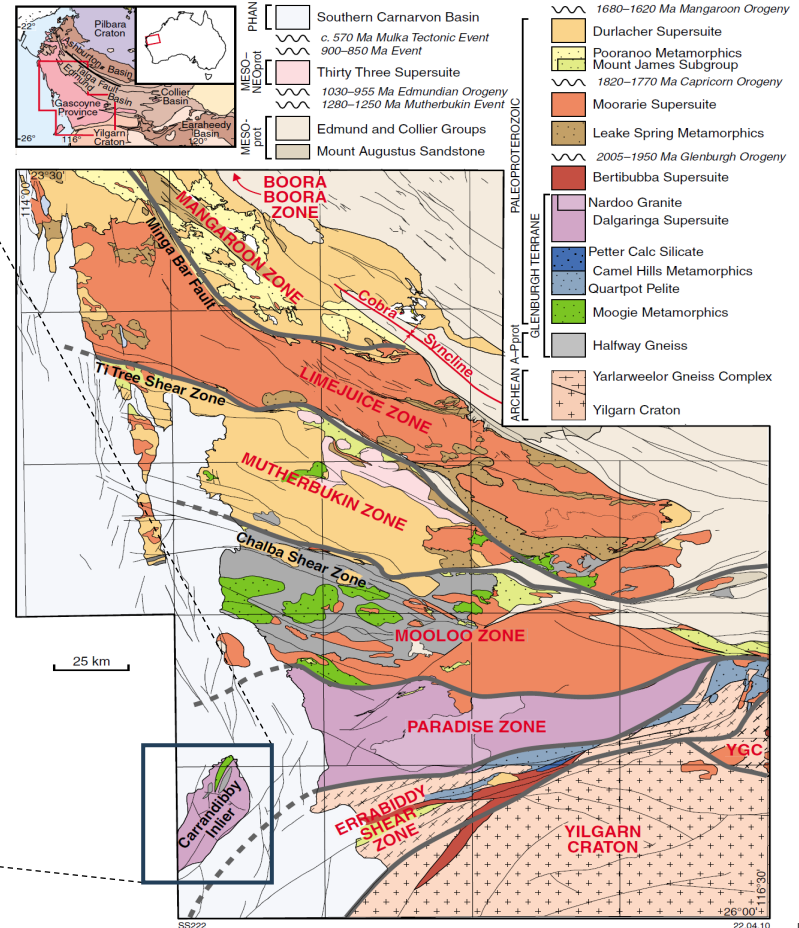 22°
Pilbara
Craton
Ashburton Basin
Talga Fault
Edmund
Basin
Collier
Basin
Gascoyne
Province
Earaheedy
Basin
Yilgarn
Craton
26°
116°
120°
PHAN
Southern Carnarvon Basin
c. 570 Ma Mulka Tectonic Event
900–850 Ma Event
MESO–
NEOprot
Thirty Three Supersuite
1030–955 Ma Edmundian Orogeny
1280–1250 Ma Mutherbukin Event
MESO-
prot
Edmund and Collier Groups
Mount Augustus Sandstone
1680–1620 Ma Mangaroon Orogeny
PALEOPROTEROZOIC
Durlacher Supersuite
Pooranoo Metamorphics
Mount James Subgroup
1820–1770 Ma Capricorn Orogeny
Moorarie Supersuite
Leake Spring Metamorphics
2005–1950 Ma Glenburgh Orogeny
Bertibubba Supersuite
GLENBURGH TERRANE
Nardoo Granite
Dalgaringa Supersuite
Petter Calc Silicate
Camel Hills Metamorphics
Quartpot Pelite
Moogie Metamorphics
ARCHEAN A–Pprot
Halfway Gneiss
Yarlarweelor Gneiss Complex
Yilgarn Craton
23°30'
114°00'
BOORA
BOORA
ZONE
MANGAROON ZONE
Minga Bar Fault
Cobra
Syncline
LIMEJUICE ZONE
Ti Tree Shear Zone
MUTHERBUKIN ZONE
Chalba Shear Zone
MOOLOO ZONE
25 km
PARADISE ZONE
YGC
Carrandibby
Inlier
ERRABIDDY
SHEAR
ZONE
YILGARN
CRATON
116°30'
26°00'
SS222
22.04.10